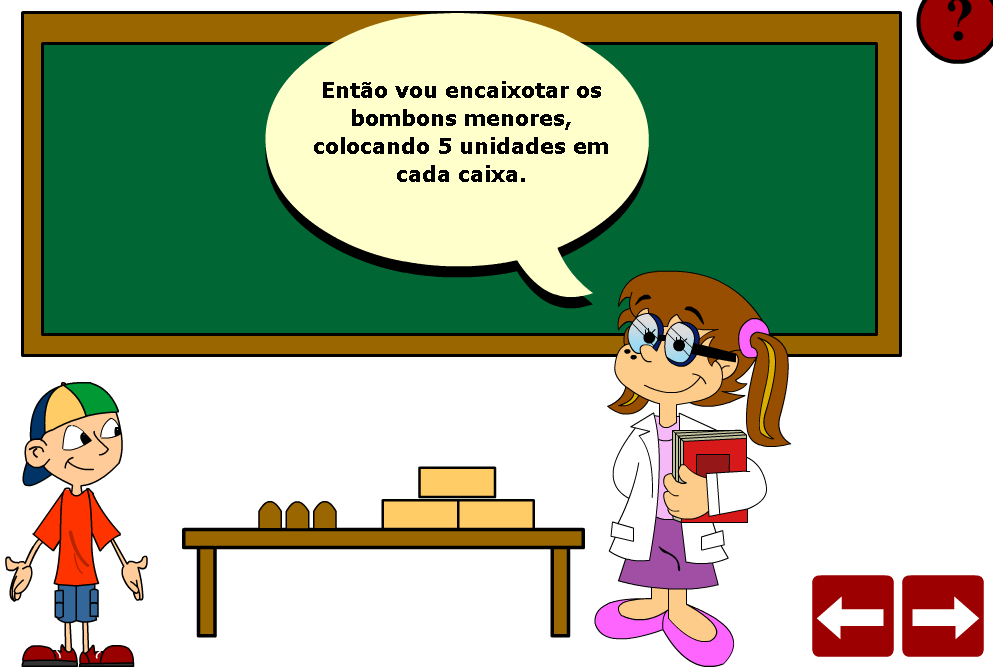 ?
Então vou encaixotar os
bombons menores,
colocando 5 unidades em
cada caixa.